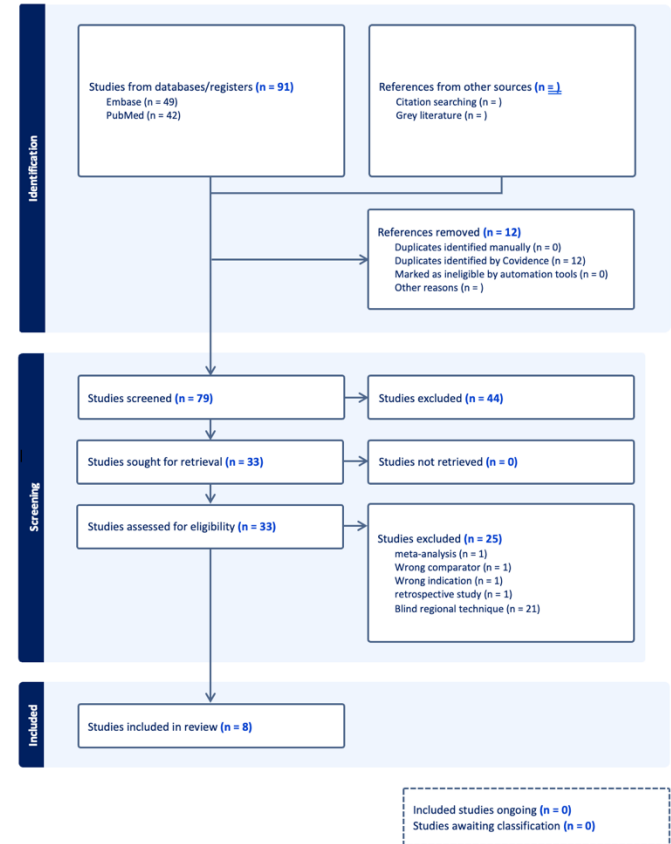 Identification
Studies from databases/registers (n = 91)
Embase (n = 49)
PubMed (n = 42)
References from other sources (n = )
Citation searching (n = )
Grey literature (n = )
References removed (n = 12)
Duplicates identified manually (n = 0)
Duplicates identified by Covidence (n = 12)
Marked as ineligible by automation tools (n = 0)
Other reasons (n = )
Screening
Studies screened (n = 79)
Studies excluded (n = 44)
Studies sought for retrieval (n = 33)
Studies not retrieved (n = 0)
Studies assessed for eligibility (n = 33)
Studies excluded (n = 25)
meta-analysis (n = 1)
Wrong comparator (n = 1)
Wrong indication (n = 1)
retrospective study (n = 1)
Blind regional technique (n = 21)
Included
Studies included in review (n = 8)
Included studies ongoing (n = 0)
Studies awaiting classification (n = 0)